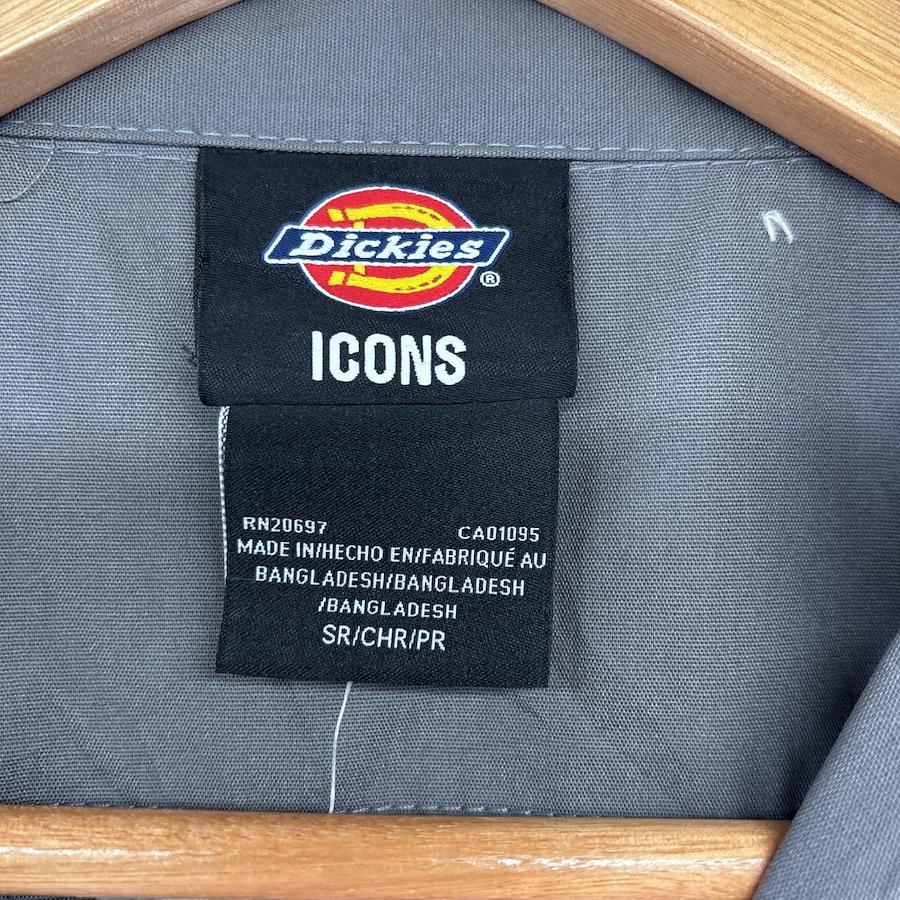 Dickies®
ICONS
RN20697 CA01095
MADE IN/HECHO EN/FABRIQUÉ AU
BANGLADESH/BANGLADESH
/BANGLADESH
SR/CHR/PR